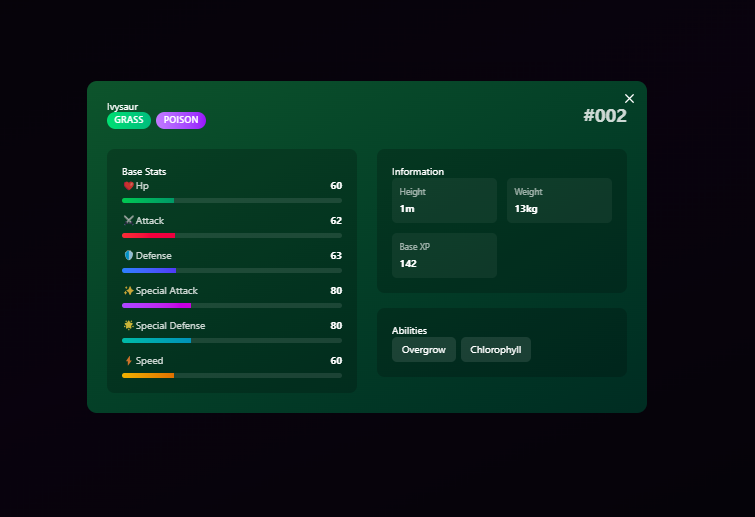 Ivysaur
GRASS POISON
#002
Base Stats
Hp 60
Attack 62
Defense 63
Special Attack 80
Special Defense 80
Speed 60
Information
Height Weight
1m 13kg
Base XP
142
Abilities
Overgrow Chlorophyll